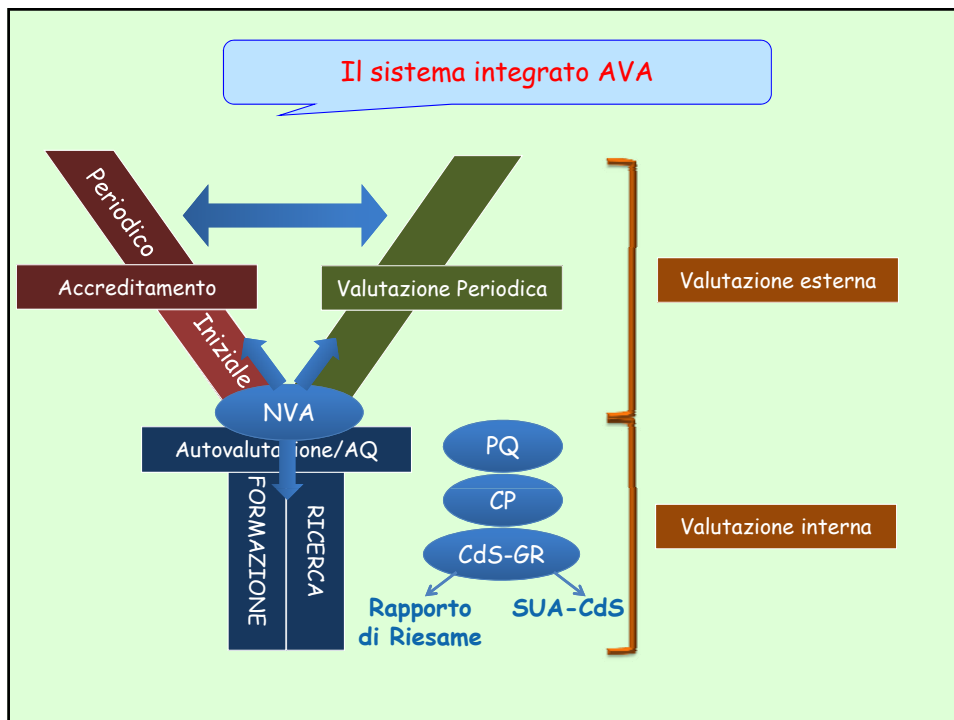 Il sistema integrato AVA
Periodico
Accreditamento
Iniziale
Valutazione Periodica
Valutazione esterna
NVA
Autovalutazione/AQ
FORMAZIONE
RICERCA
PQ
CP
CdS-GR
Rapporto
di Riesame
SUA-CdS
Valutazione interna